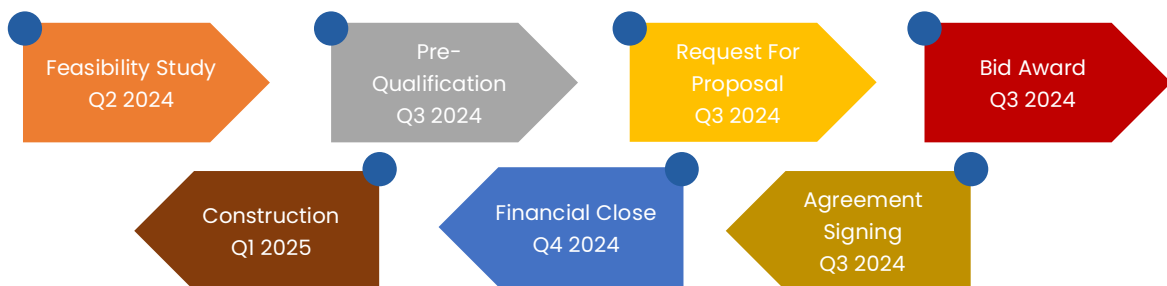 Feasibility Study
Q2 2024
Pre-
Qualification
Q3 2024
Request For
Proposal
Q3 2024
Bid Award
Q3 2024
Agreement
Signing
Q3 2024
Financial Close
Q4 2024
Construction
Q1 2025